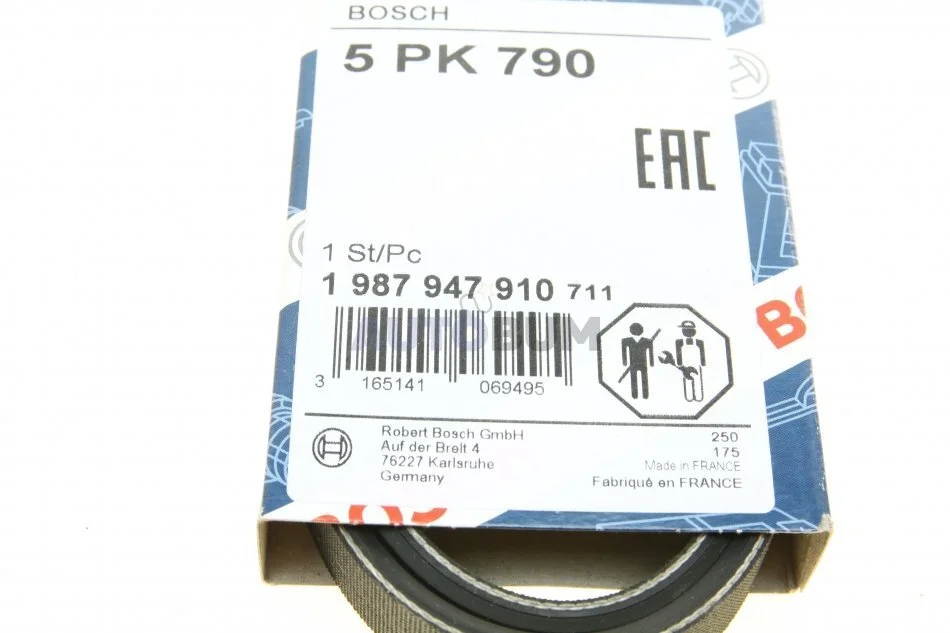 BOSCH
5 PK 790
EAC
1 St/Pc
1 987 947 910 711
AUTOBUM
3 165141 069495
Robert Bosch GmbH
Auf der Breit 4
76227 Karlsruhe
Germany
250
175
Made in FRANCE
Fabriqué en FRANCE